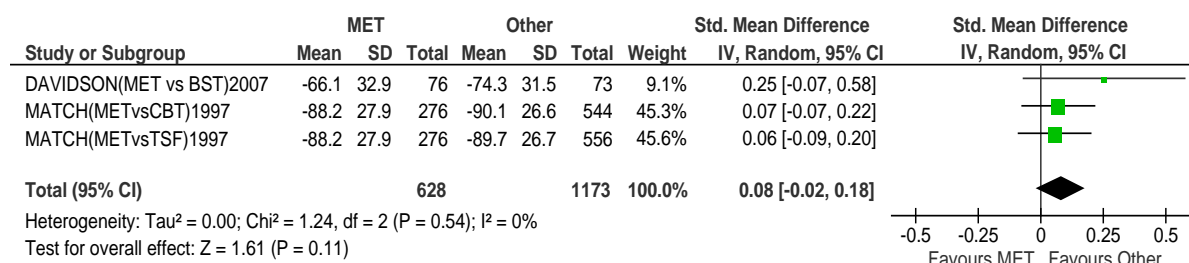 MET Other Std. Mean Difference Std. Mean Difference
Study or Subgroup Mean SD Total Mean SD Total Weight IV, Random, 95% CI IV, Random, 95% CI
DAVIDSON(MET vs BST)2007 -66.1 32.9 76 -74.3 31.5 73 9.1% 0.25 [-0.07, 0.58]
MATCH(METvsCBT)1997 -88.2 27.9 276 -90.1 26.6 544 45.3% 0.07 [-0.07, 0.22]
MATCH(METvsTSF)1997 -88.2 27.9 276 -89.7 26.7 556 45.6% 0.06 [-0.09, 0.20]
Total (95% CI) 628 1173 100.0% 0.08 [-0.02, 0.18]
Heterogeneity: Tau² = 0.00; Chi² = 1.24, df = 2 (P = 0.54); I² = 0%
Test for overall effect: Z = 1.61 (P = 0.11)
-0.5 -0.25 0 0.25 0.5
Favours MET Favours Other